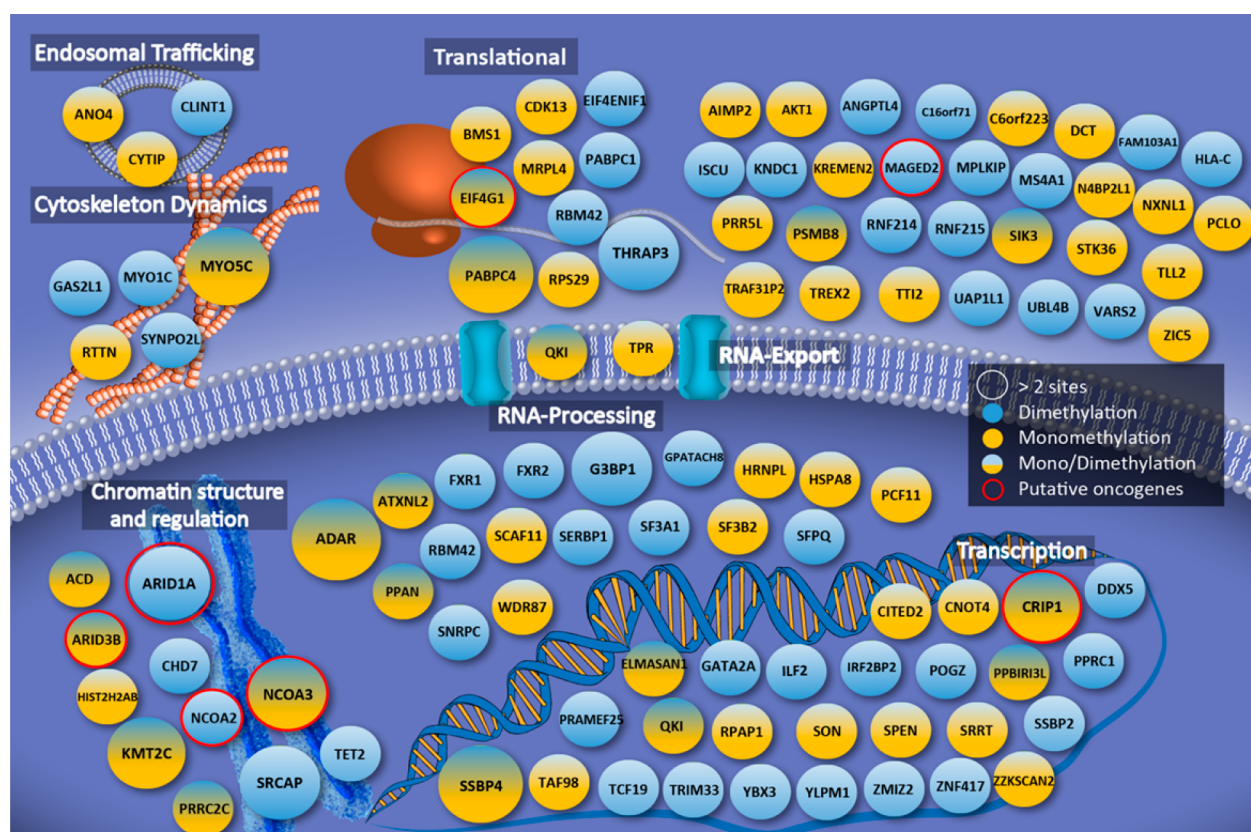 Endosomal Trafficking
ANO4
CLINT1
CYTIP
Cytoskeleton Dynamics
MYO5C
MYO1C
GAS2L1
SYNPO2L
RTTN
Translational
CDK13
EIF4ENIF1
BMS1
MRPL4
PABPC1
EIF4G1
RBM42
THRAP3
PABPC4
RPS29
AIMP2
AKT1
ANGPTL4
C16orf71
C6orf223
DCT
FAM103A1
HLA-C
ISCU
KNDC1
KREMEN2
MAGED2
MPLKIP
MS4A1
N4BP2L1
NXNL1
PCLO
PRR5L
PSMB8
RNF214
RNF215
SIK3
STK36
TLL2
TRAF31P2
TREX2
TTI2
UAP1L1
UBL4B
VARS2
ZIC5
QKI
TPR
RNA-Export
> 2 sites
Dimethylation
Monomethylation
Mono/Dimethylation
Putative oncogenes
RNA-Processing
FXR1
FXR2
G3BP1
GPATACH8
HRNPL
HSPA8
PCF11
ATXNL2
ADAR
RBM42
SCAF11
SERBP1
SF3A1
SF3B2
SFPQ
PPAN
SNRPC
WDR87
Chromatin structure
and regulation
ACD
ARID1A
ARID3B
CHD7
HIST2H2AB
NCOA2
NCOA3
KMT2C
TET2
SRCAP
PRRC2C
Transcription
CITED2
CNOT4
CRIP1
DDX5
ELMASAN1
GATA2A
ILF2
IRF2BP2
POGZ
PPBIRI3L
PPRC1
PRAMEF25
QKI
RPAP1
SON
SPEN
SRRT
SSBP2
SSBP4
TAF98
TCF19
TRIM33
YBX3
YLPM1
ZMIZ2
ZNF417
ZZKSCAN2